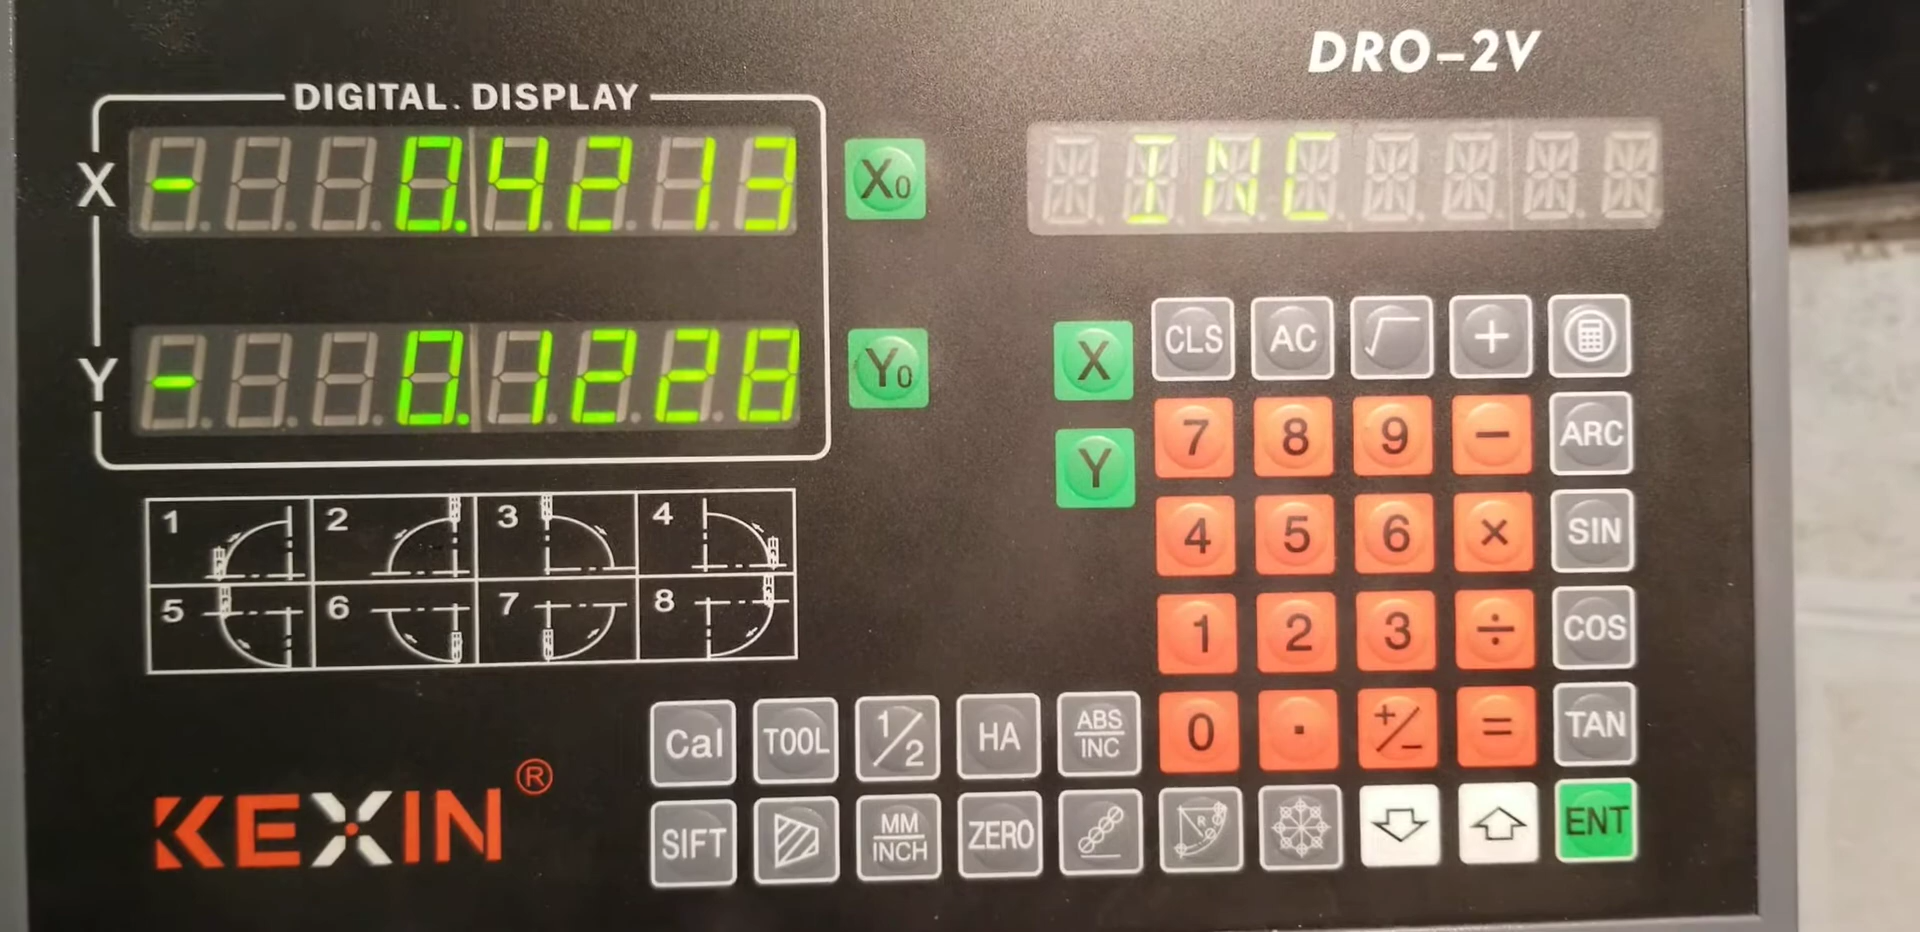 DRO-2V
DIGITAL. DISPLAY
X -0.4213 X0
INC
Y -0.1228 Y0
X CLS AC √ +
7 8 9 − ARC
Y
4 5 6 × SIN
1 2 3 4
5 6 7 8
1 2 3 ÷ COS
Cal TOOL 1/2 HA ABS/INC 0 . +/− = TAN
KEXIN®
SIFT MM/INCH ZERO R ENT